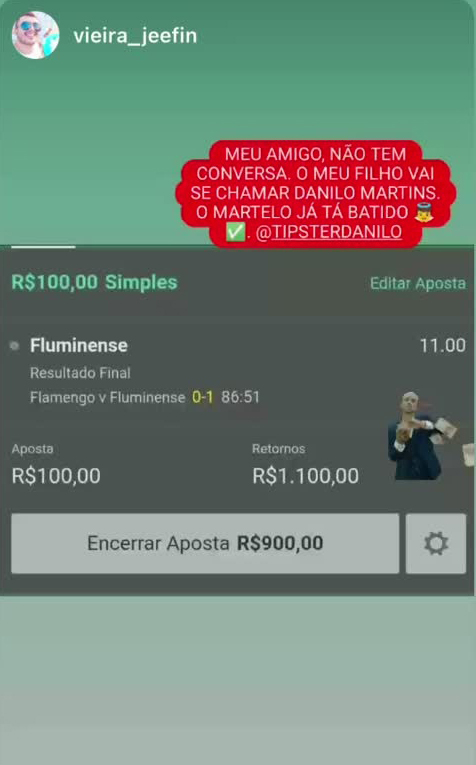 vieira_jeefin
MEU AMIGO, NÃO TEM
CONVERSA. O MEU FILHO VAI
SE CHAMAR DANILO MARTINS.
O MARTELO JÁ TÁ BATIDO 👼
✅. @TIPSTERDANILO
R$100,00 Simples Editar Aposta
Fluminense 11.00
Resultado Final
Flamengo v Fluminense 0-1 86:51
Aposta Retornos
R$100,00 R$1.100,00
Encerrar Aposta R$900,00